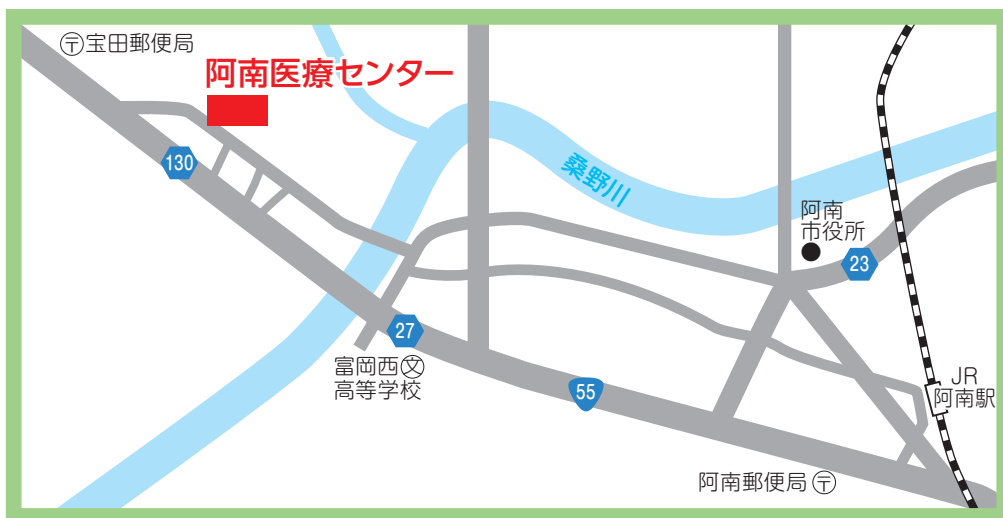 〒宝田郵便局
阿南医療センター
130
桑野川
阿南
市役所
23
27
富岡西文
高等学校
55
JR
阿南駅
阿南郵便局〒